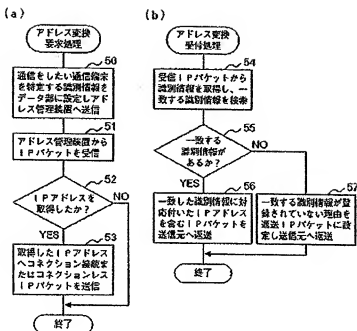 (a)
アドレス変換
要求処理
50
通信をしたい通信端末
を特定する識別情報を
データ部に設定しアド
レス管理装置へ送信
51
アドレス管理装置から
IPパケットを受信
52
IPアドレスを
取得したか?
NO
YES
53
取得したIPアドレス
へコネクション接続ま
たはコネクションレス
IPパケットを送信
終了
(b)
アドレス変換
受付処理
54
受信IPパケットから
識別情報を取得し、一
致する識別情報を検索
55
一致する
識別情報が
あるか?
NO
YES
56
一致した識別情報に対
応付いたIPアドレス
を含むIPパケットを
送信元へ返送
57
一致する識別情報が登
録されていない理由を
返送IPパケットに設
定し送信元へ返送
終了